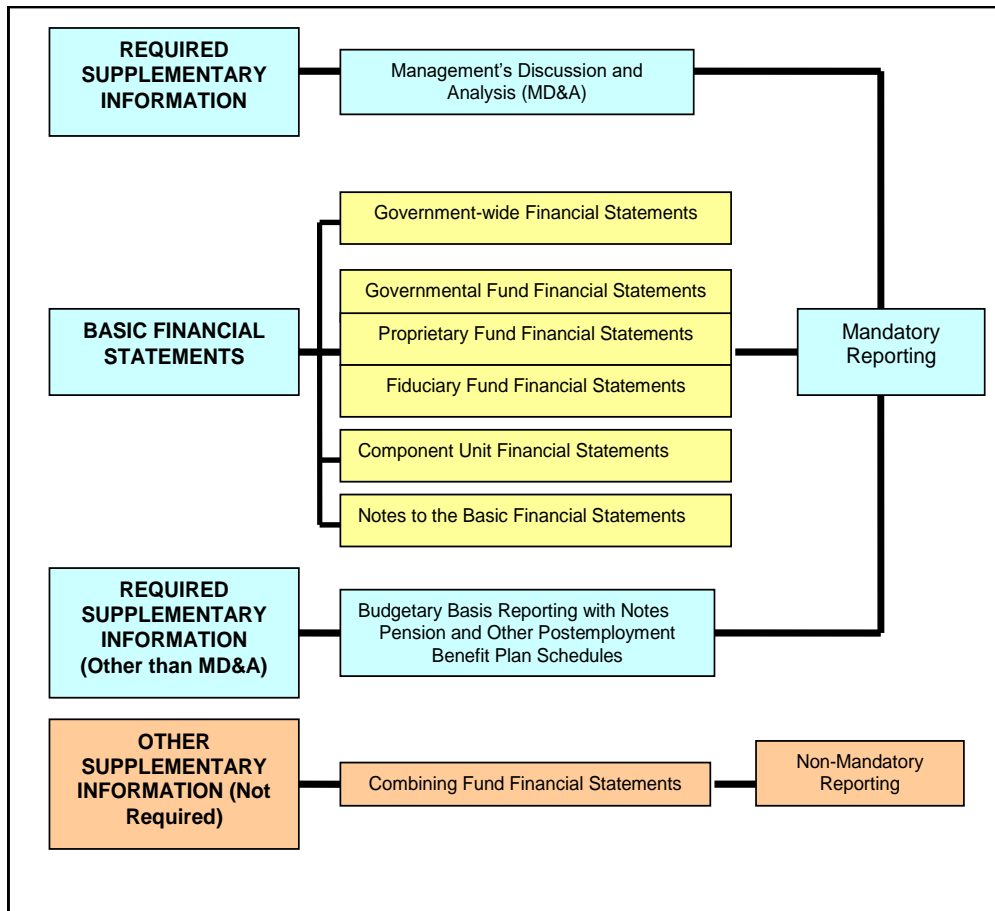 REQUIRED
SUPPLEMENTARY
INFORMATION
Management's Discussion and
Analysis (MD&A)
Government-wide Financial Statements
Governmental Fund Financial Statements
BASIC FINANCIAL
STATEMENTS
Proprietary Fund Financial Statements
Mandatory
Reporting
Fiduciary Fund Financial Statements
Component Unit Financial Statements
Notes to the Basic Financial Statements
REQUIRED
SUPPLEMENTARY
INFORMATION
(Other than MD&A)
Budgetary Basis Reporting with Notes
Pension and Other Postemployment
Benefit Plan Schedules
OTHER
SUPPLEMENTARY
INFORMATION (Not
Required)
Combining Fund Financial Statements
Non-Mandatory
Reporting